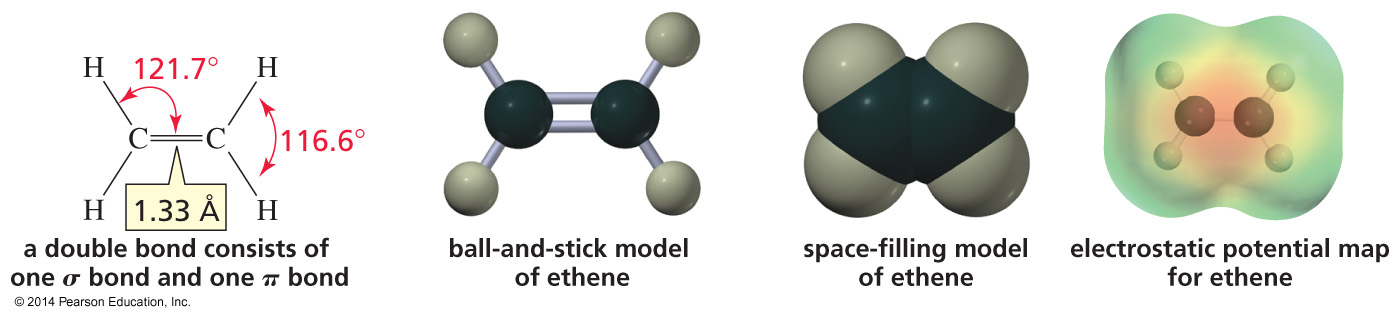 H 121.7° H
C C 116.6°
H 1.33 Å H
a double bond consists of
one σ bond and one π bond
ball-and-stick model
of ethene
space-filling model
of ethene
electrostatic potential map
for ethene
© 2014 Pearson Education, Inc.